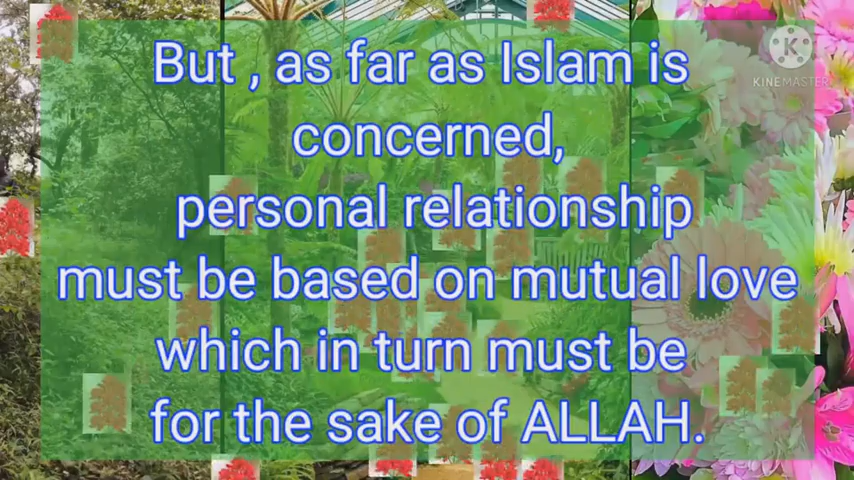 But , as far as Islam is
concerned,
personal relationship
must be based on mutual love
which in turn must be
for the sake of ALLAH.
K
KINEMASTER